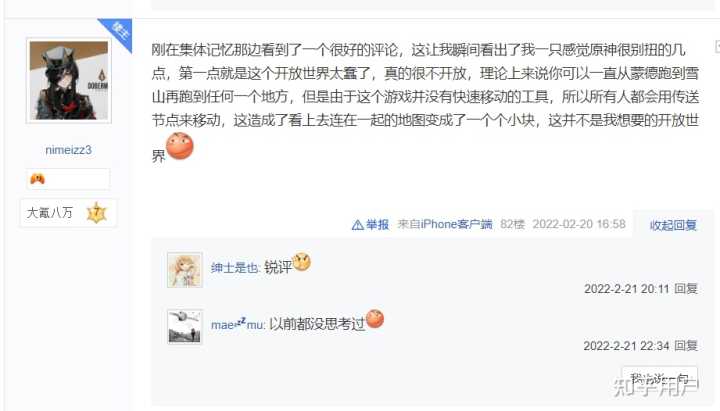 楼主
刚在集体记忆那边看到了一个很好的评论，这让我瞬间看出了我一只感觉原神很别扭的几
点，第一点就是这个开放世界太蠢了，真的很不开放，理论上来说你可以一直从蒙德跑到雪
山再跑到任何一个地方，但是由于这个游戏并没有快速移动的工具，所以所有人都会用传送
节点来移动，这造成了看上去连在一起的地图变成了一个个小块，这并不是我想要的开放世
界
nimeizz3
大氪八万 7
举报 来自iPhone客户端 82楼 2022-02-20 16:58 收起回复
绅士是也: 锐评
2022-2-21 20:11 回复
mae zzZ mu: 以前都没思考过
2022-2-21 22:34 回复
我也说一句
知乎用户